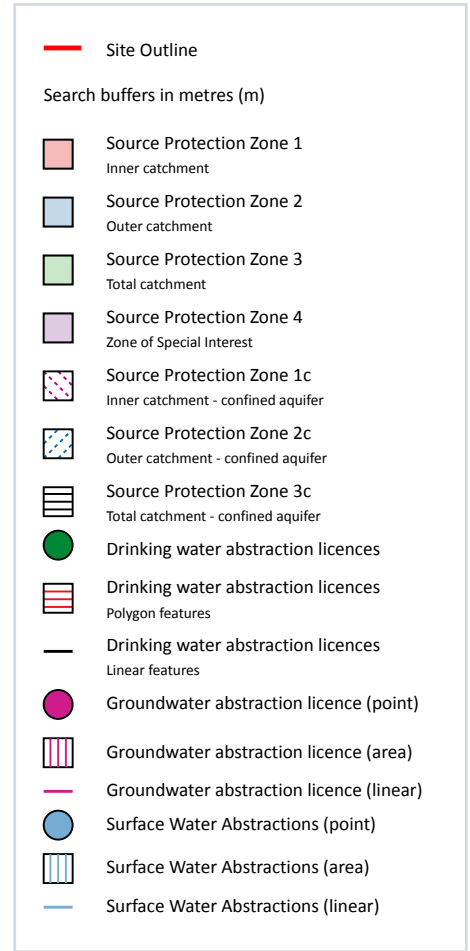 Site Outline
Search buffers in metres (m)
Source Protection Zone 1
Inner catchment
Source Protection Zone 2
Outer catchment
Source Protection Zone 3
Total catchment
Source Protection Zone 4
Zone of Special Interest
Source Protection Zone 1c
Inner catchment - confined aquifer
Source Protection Zone 2c
Outer catchment - confined aquifer
Source Protection Zone 3c
Total catchment - confined aquifer
Drinking water abstraction licences
Drinking water abstraction licences
Polygon features
Drinking water abstraction licences
Linear features
Groundwater abstraction licence (point)
Groundwater abstraction licence (area)
Groundwater abstraction licence (linear)
Surface Water Abstractions (point)
Surface Water Abstractions (area)
Surface Water Abstractions (linear)